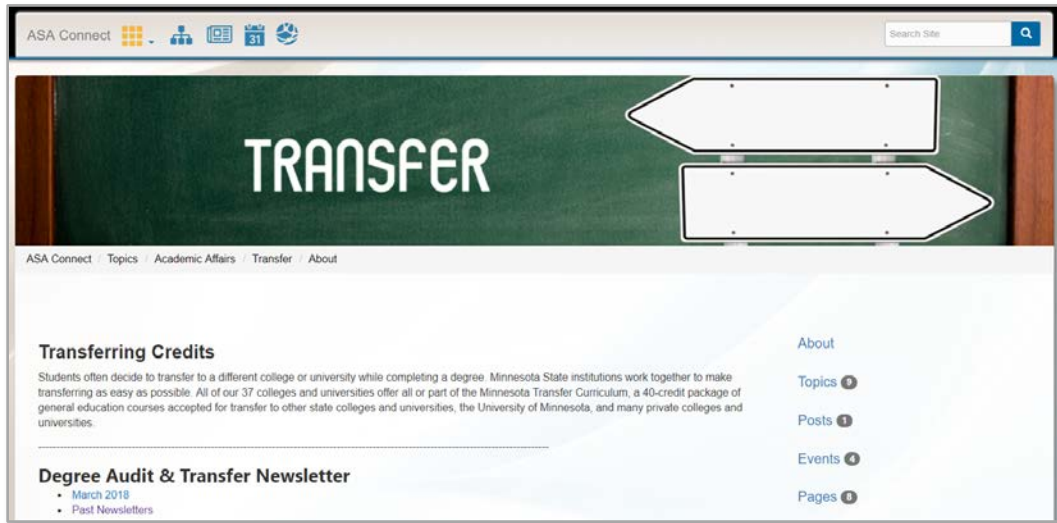 ASA Connect
31
Search Site
TRANSFER
ASA Connect / Topics / Academic Affairs / Transfer / About
Transferring Credits
Students often decide to transfer to a different college or university while completing a degree. Minnesota State institutions work together to make
transferring as easy as possible. All of our 37 colleges and universities offer all or part of the Minnesota Transfer Curriculum, a 40-credit package of
general education courses accepted for transfer to other state colleges and universities, the University of Minnesota, and many private colleges and
universities.
Degree Audit & Transfer Newsletter
• March 2018
• Past Newsletters
About
Topics 9
Posts 1
Events 4
Pages 8